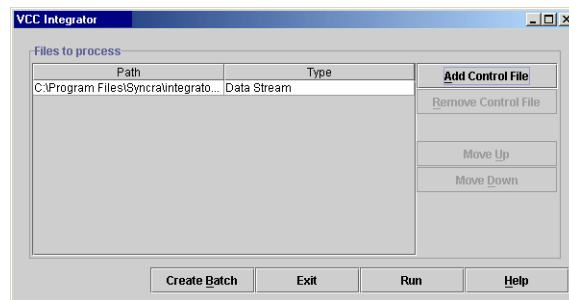 VCC Integrator
Files to process
Path Type
C:\Program Files\Syncra\integrato... Data Stream
Add Control File
Remove Control File
Move Up
Move Down
Create Batch Exit Run Help